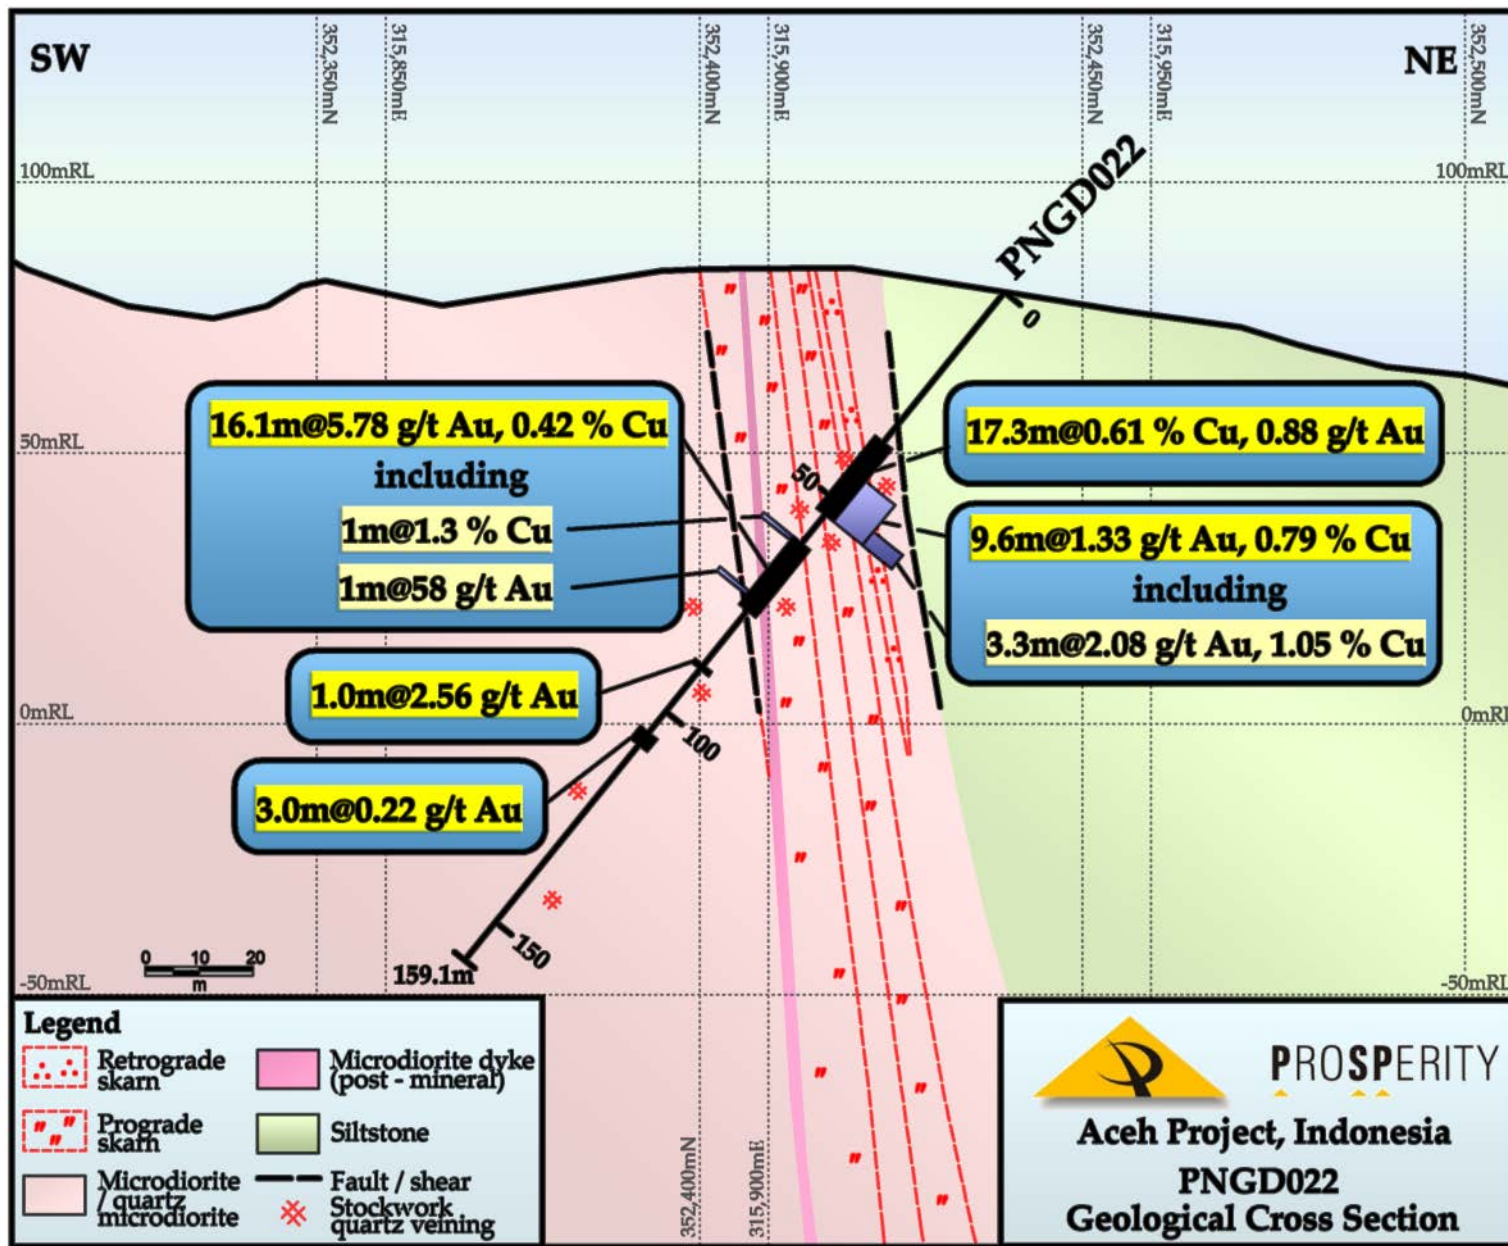 SW
NE
352,350mN
315,850mE
352,400mN
315,900mE
352,450mN
315,950mE
352,500mN
100mRL
100mRL
PNGD022
0
16.1m@5.78 g/t Au, 0.42 % Cu
including
1m@1.3 % Cu
1m@58 g/t Au
17.3m@0.61 % Cu, 0.88 g/t Au
50mRL
50mRL
50
9.6m@1.33 g/t Au, 0.79 % Cu
including
3.3m@2.08 g/t Au, 1.05 % Cu
1.0m@2.56 g/t Au
0mRL
0mRL
100
3.0m@0.22 g/t Au
150
159.1m
0 10 20
m
-50mRL
-50mRL
Legend
Retrograde
skarn
Prograde
skarn
Microdiorite
/ quartz
microdiorite
Microdiorite dyke
(post - mineral)
Siltstone
Fault / shear
Stockwork
quartz veining
352,400mN
315,900mE
PROSPERITY
Aceh Project, Indonesia
PNGD022
Geological Cross Section